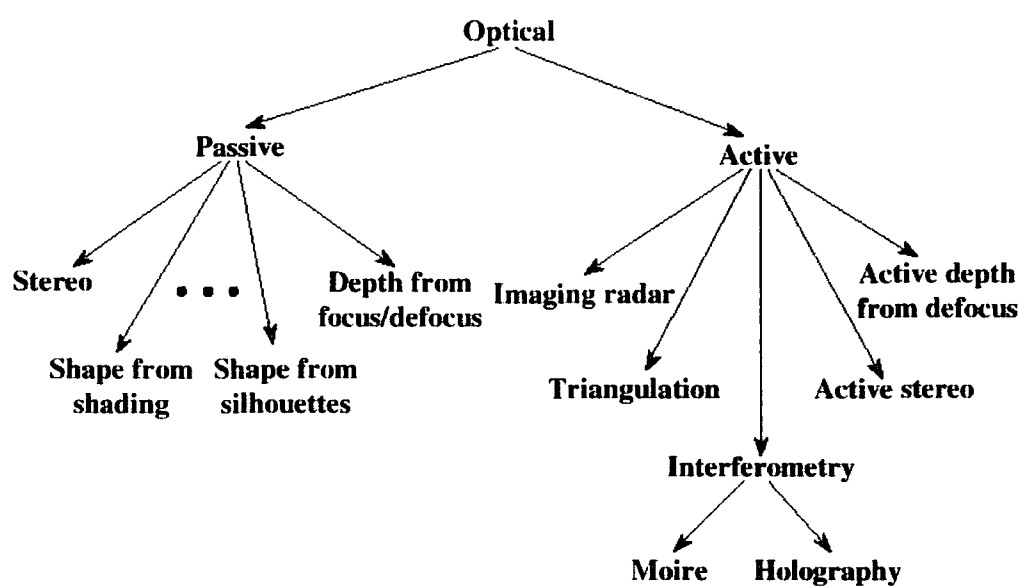 Optical
Passive
Active
Stereo
Depth from
focus/defocus
Shape from
shading
Shape from
silhouettes
Imaging radar
Active depth
from defocus
Triangulation
Active stereo
Interferometry
Moire
Holography